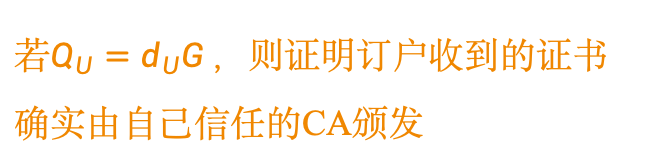 若Q_U = d_UG ，则证明订户收到的证书
确实由自己信任的CA颁发